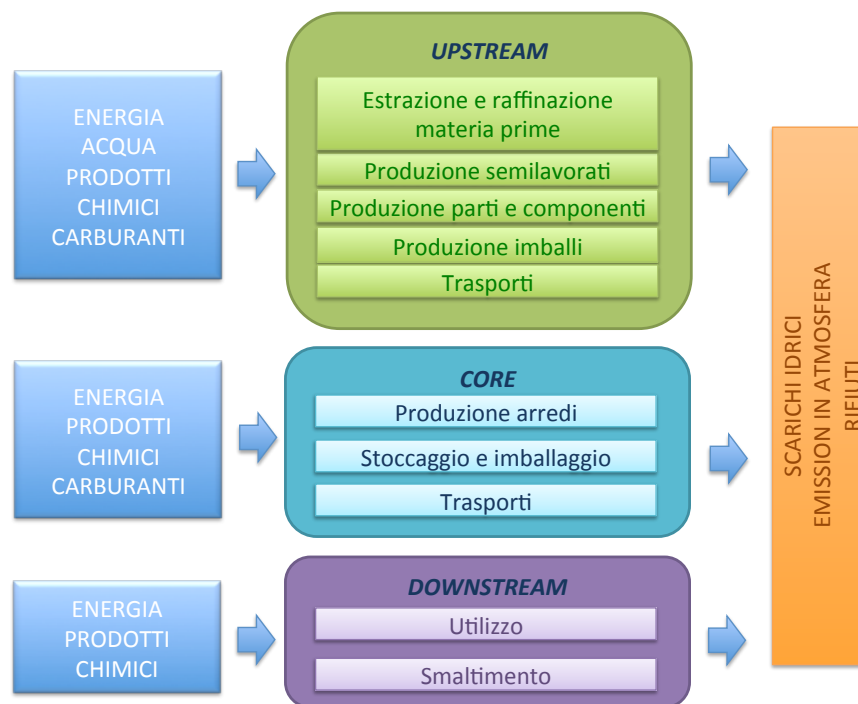 UPSTREAM
ENERGIA
ACQUA
PRODOTTI
CHIMICI
CARBURANTI
Estrazione e raffinazione
materia prime
Produzione semilavorati
Produzione parti e componenti
Produzione imballi
Trasporti
CORE
ENERGIA
PRODOTTI
CHIMICI
CARBURANTI
Produzione arredi
Stoccaggio e imballaggio
Trasporti
DOWNSTREAM
ENERGIA
PRODOTTI
CHIMICI
Utilizzo
Smaltimento
SCARICHI IDRICI
EMISSION IN ATMOSFERA
RIFIUTI